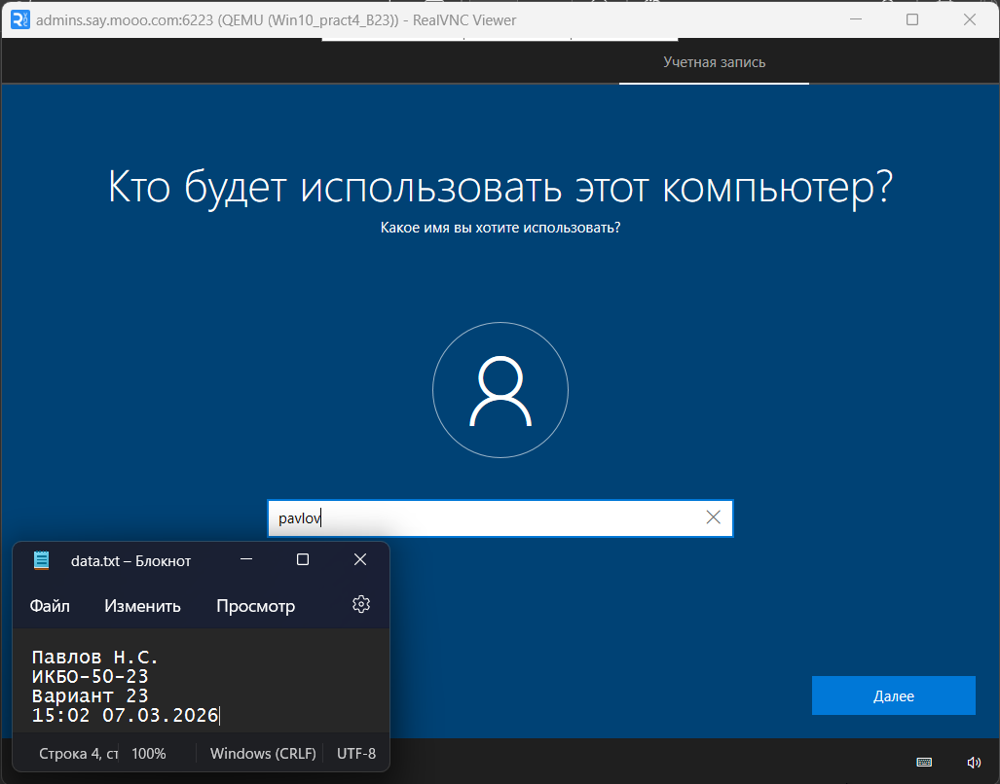 admins.say.mooo.com:6223 (QEMU (Win10_pract4_B23)) - RealVNC Viewer
Учетная запись
Кто будет использовать этот компьютер?
Какое имя вы хотите использовать?
pavlov
data.txt – Блокнот
Файл Изменить Просмотр
Павлов Н.С.
ИКБО-50-23
Вариант 23
15:02 07.03.2026
Строка 4, ст 100% Windows (CRLF) UTF-8
Далее